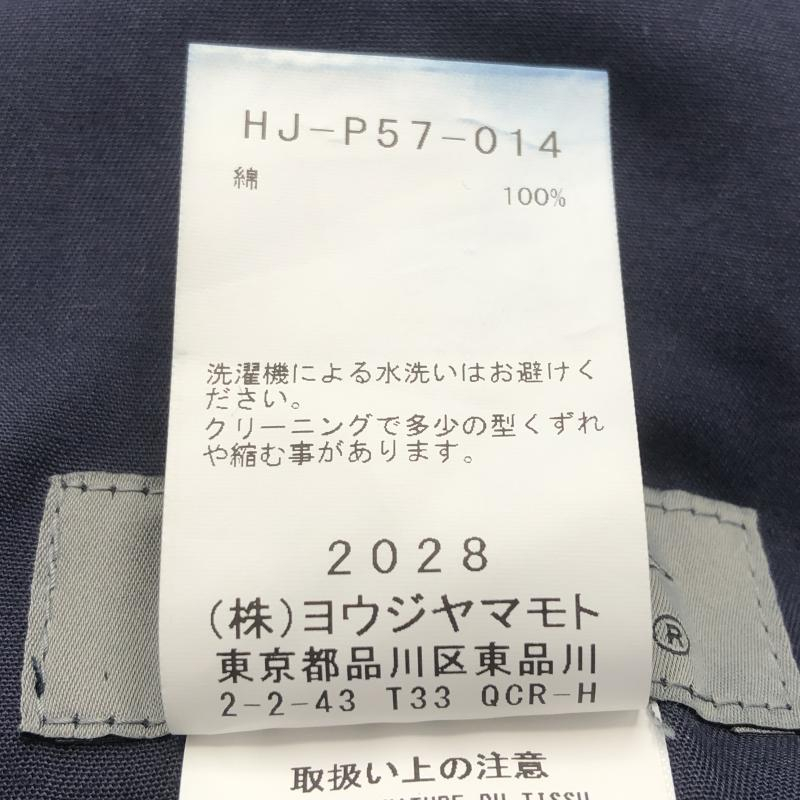 HJ-P57-014
綿 100%
洗濯機による水洗いはお避けく
ださい。
クリーニングで多少の型くずれ
や縮む事があります。
2028
(株)ヨウジヤマモト
東京都品川区東品川
2-2-43 T33 QCR-H
®
取扱い上の注意
NATURE DU TISSU